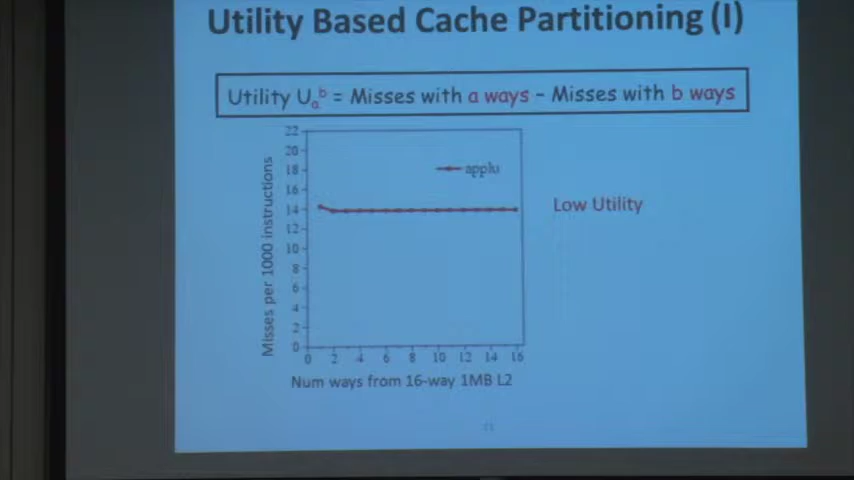 Utility Based Cache Partitioning (I)
Utility Uₐᵇ = Misses with a ways – Misses with b ways
22
20
18
16
14
12
10
8
6
4
2
0
Misses per 1000 instructions
applu
Low Utility
0 2 4 6 8 10 12 14 16
Num ways from 16-way 1MB L2